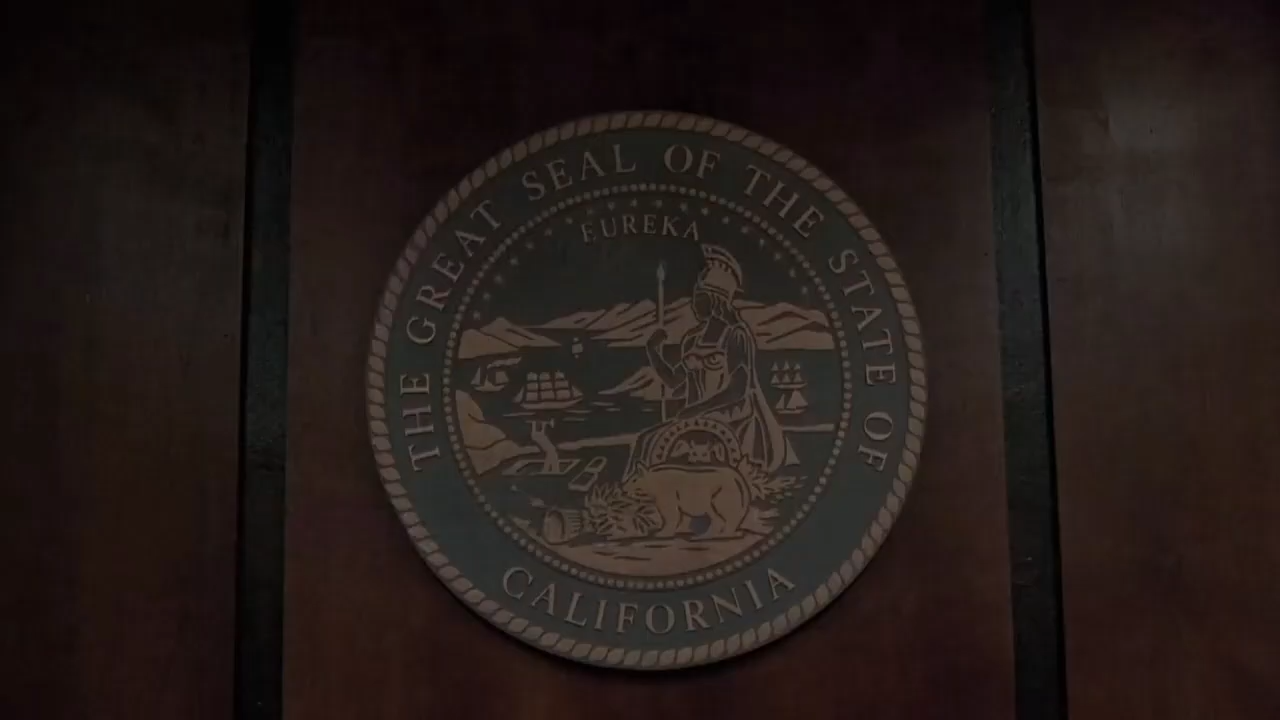 THE GREAT SEAL OF THE STATE OF
CALIFORNIA
EUREKA